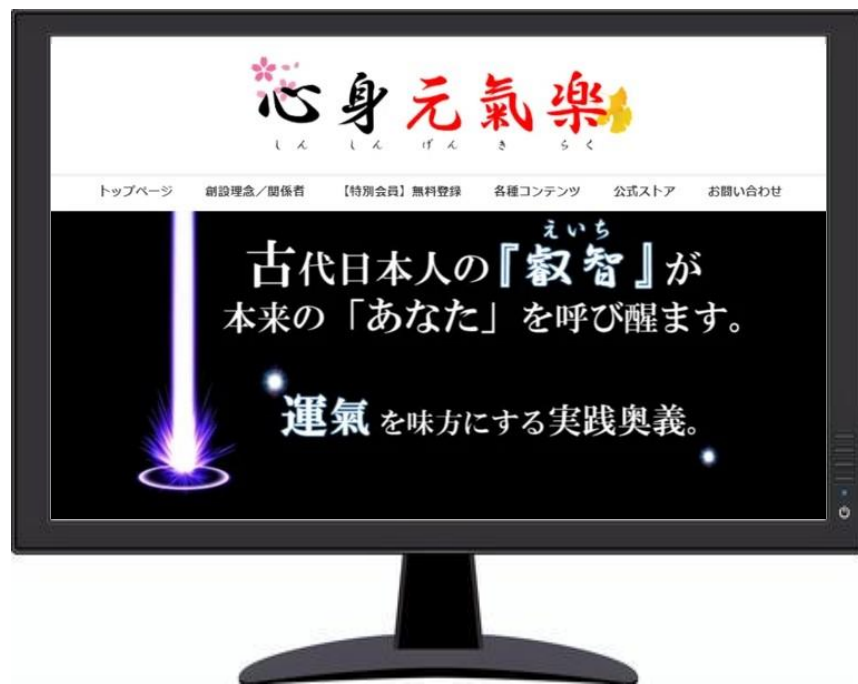 心身元氣楽
しんしんげんきらく
トップページ 創設理念／関係者 【特別会員】無料登録 各種コンテンツ 公式ストア お問い合わせ
えいち
古代日本人の『叡智』が
本来の「あなた」を呼び醒ます。
運氣を味方にする実践奥義。